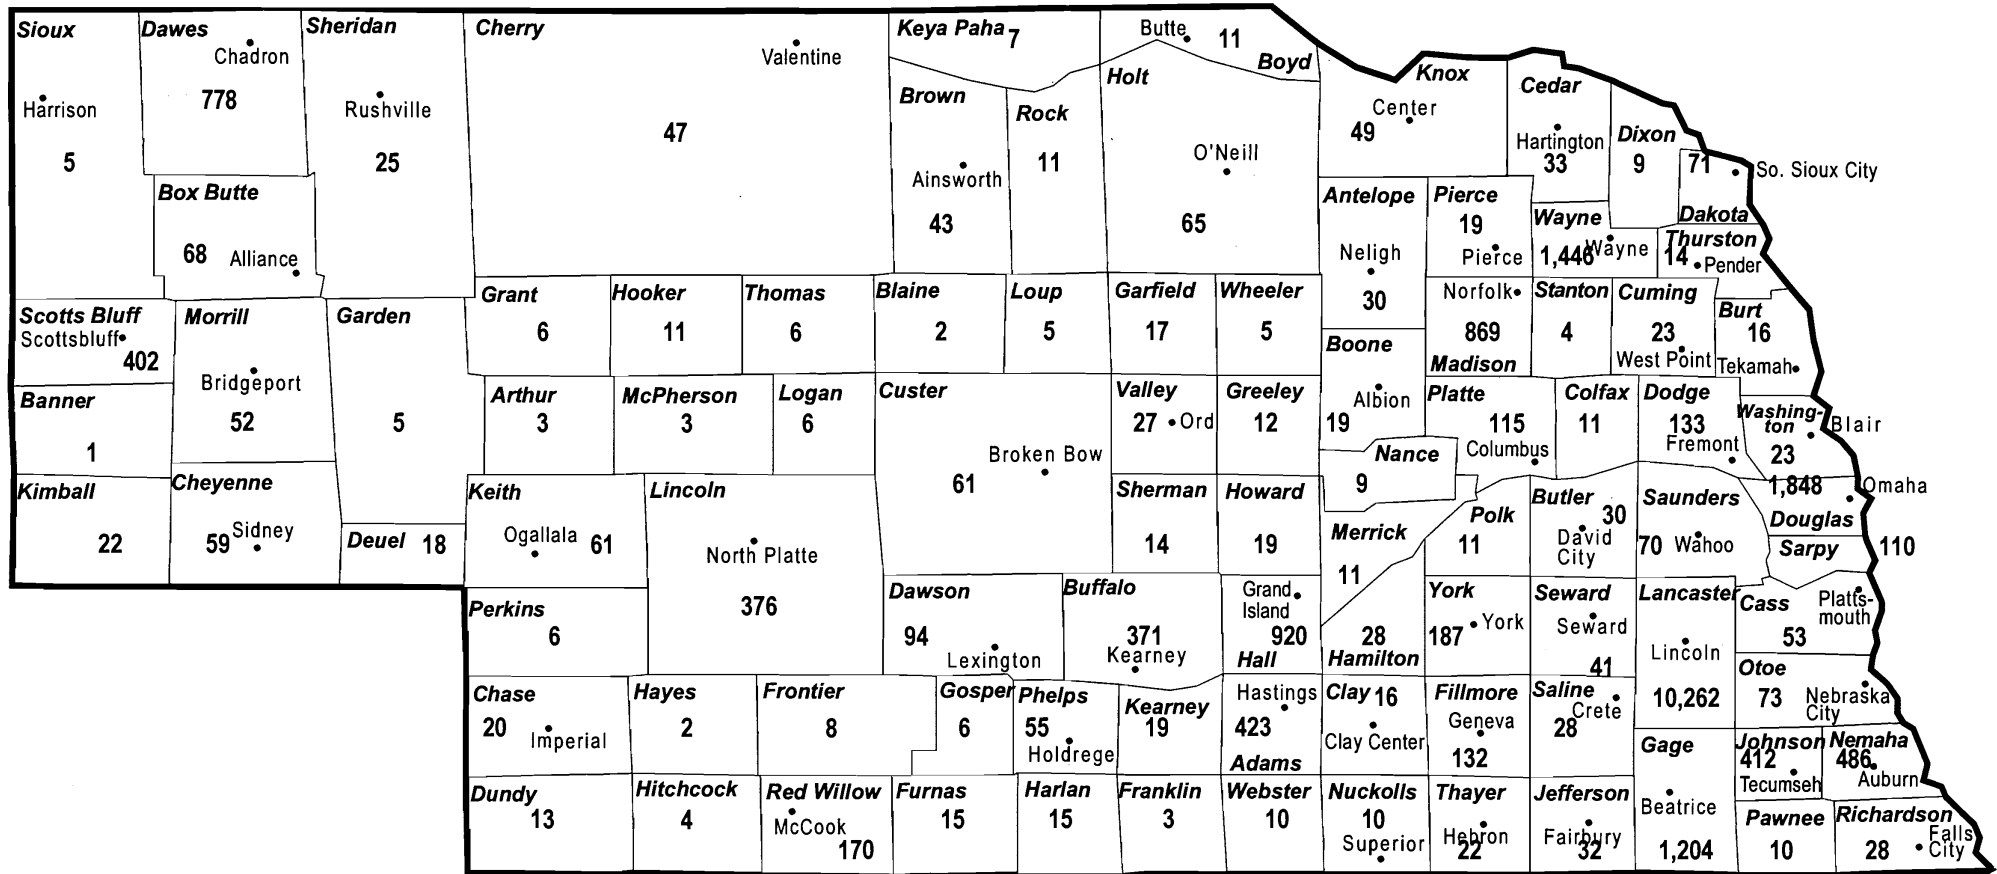 Sioux
Harrison
5
Dawes
Chadron
778
Sheridan
Rushville
25
Cherry
Valentine
47
Keya Paha 7
Butte 11
Boyd
Brown
Ainsworth
43
Rock
11
Holt
O'Neill
65
Knox
Center
49
Cedar
Hartington
33
Dixon
9
71
So. Sioux City
Dakota
Box Butte
68 Alliance
Antelope
Neligh
30
Pierce
19
Pierce
Wayne
1,446 Wayne
Thurston
14 Pender
Scotts Bluff
Scottsbluff
402
Morrill
Bridgeport
52
Garden
5
Grant
6
Hooker
11
Thomas
6
Blaine
2
Loup
5
Garfield
17
Wheeler
5
Boone
Albion
19
Norfolk
869
Madison
Stanton
4
Cuming
23
West Point
Burt
16
Tekamah
Banner
1
Arthur
3
McPherson
3
Logan
6
Custer
Broken Bow
61
Valley
27 Ord
Greeley
12
Nance
9
Platte
115
Columbus
Colfax
11
Dodge
133
Fremont
Washing-
ton
23
Blair
Kimball
22
Cheyenne
59 Sidney
Deuel 18
Keith
Ogallala 61
Lincoln
North Platte
376
Sherman
14
Howard
19
Merrick
11
Polk
11
Butler
30
David
City
Saunders
70 Wahoo
1,848 Omaha
Douglas
Sarpy 110
Perkins
6
Dawson
94
Lexington
Buffalo
371
Kearney
Grand
Island
920
Hall
28
Hamilton
York
187 York
Seward
Seward
41
Lancaster
Lincoln
10,262
Cass
Platts-
mouth
53
Otoe
73 Nebraska
City
Chase
20 Imperial
Hayes
2
Frontier
8
Gosper
6
Phelps
55
Holdrege
Kearney
19
Hastings
423
Adams
Clay 16
Clay Center
Fillmore
Geneva
132
Saline
Crete
28
Gage
Beatrice
1,204
Johnson
412
Tecumseh
Nemaha
486
Auburn
Dundy
13
Hitchcock
4
Red Willow
McCook
170
Furnas
15
Harlan
15
Franklin
3
Webster
10
Nuckolls
10
Superior
Thayer
Hebron
22
Jefferson
Fairbury
32
Pawnee
10
Richardson
Falls
City
28